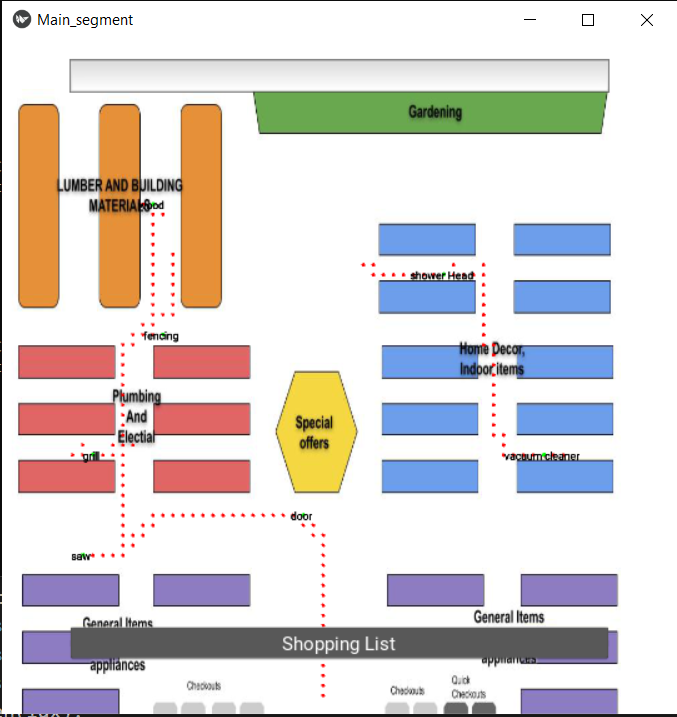 Main_segment
Gardening
LUMBER AND BUILDING
MATERIALS
wood
shower Head
fencing
Home Decor,
Indoor items
Plumbing
And
Electial
Special
offers
grill
vacuum cleaner
door
saw
General Items
General Items
Shopping List
appliances
appliances
Checkouts
Checkouts
Quick
Checkouts